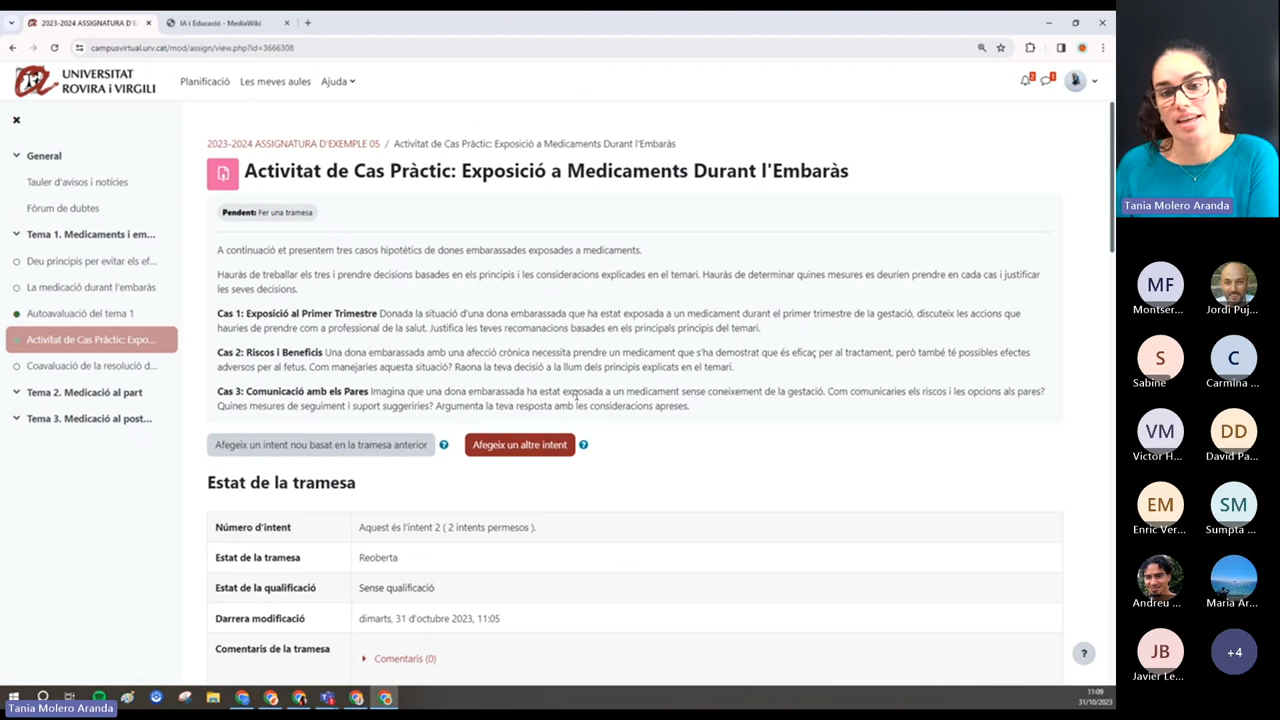 2023-2024 ASSIGNATURA D'E
IA i Educació - MediaWiki
campusvirtual.urv.cat/mod/assign/view.php?id=3666308
UNIVERSITAT
ROVIRA i VIRGILI
Planificació
Les meves aules
Ajuda
2
1
General
Tauler d'avisos i notícies
Fòrum de dubtes
Tema 1. Medicaments i em...
Deu principis per evitar els ef...
La medicació durant l'embaràs
Autoavaluació del tema 1
Activitat de Cas Pràctic: Expo...
Coavaluació de la resolució d...
Tema 2. Medicació al part
Tema 3. Medicació al post...
2023-2024 ASSIGNATURA D'EXEMPLE 05 / Activitat de Cas Pràctic: Exposició a Medicaments Durant l'Embaràs
Activitat de Cas Pràctic: Exposició a Medicaments Durant l'Embaràs
Pendent: Fer una tramesa
A continuació et presentem tres casos hipotètics de dones embarassades exposades a medicaments.
Hauràs de treballar els tres i prendre decisions basades en els principis i les consideracions explicades en el temari. Hauràs de determinar quines mesures es deurien prendre en cada cas i justificar
les seves decisions.
Cas 1: Exposició al Primer Trimestre Donada la situació d'una dona embarassada que ha estat exposada a un medicament durant el primer trimestre de la gestació, discuteix les accions que
hauries de prendre com a professional de la salut. Justifica les teves recomanacions basades en els principals principis del temari.
Cas 2: Riscos i Beneficis Una dona embarassada amb una afecció crònica necessita prendre un medicament que s'ha demostrat que és eficaç per al tractament, però també té possibles efectes
adversos per al fetus. Com manejaries aquesta situació? Raona la teva decisió a la llum dels principis explicats en el temari.
Cas 3: Comunicació amb els Pares Imagina que una dona embarassada ha estat exposada a un medicament sense coneixement de la gestació. Com comunicaries els riscos i les opcions als pares?
Quines mesures de seguiment i suport suggeriries? Argumenta la teva resposta amb les consideracions apreses.
Afegeix un intent nou basat en la tramesa anterior
?
Afegeix un altre intent
?
Estat de la tramesa
Número d'intent
Aquest és l'intent 2 ( 2 intents permesos ).
Estat de la tramesa
Reoberta
Estat de la qualificació
Sense qualificació
Darrera modificació
dimarts, 31 d'octubre 2023, 11:05
Comentaris de la tramesa
Comentaris (0)
?
11:09
31/10/2023
Tania Molero Aranda
Tania Molero Aranda
MF
Montser...
Jordi Puj...
S
Sabine
C
Carmina ...
VM
Victor H...
DD
David Pa...
EM
Enric Ver...
SM
Sumpta ...
Andreu ...
Maria Ar...
JB
Javier Le...
+4